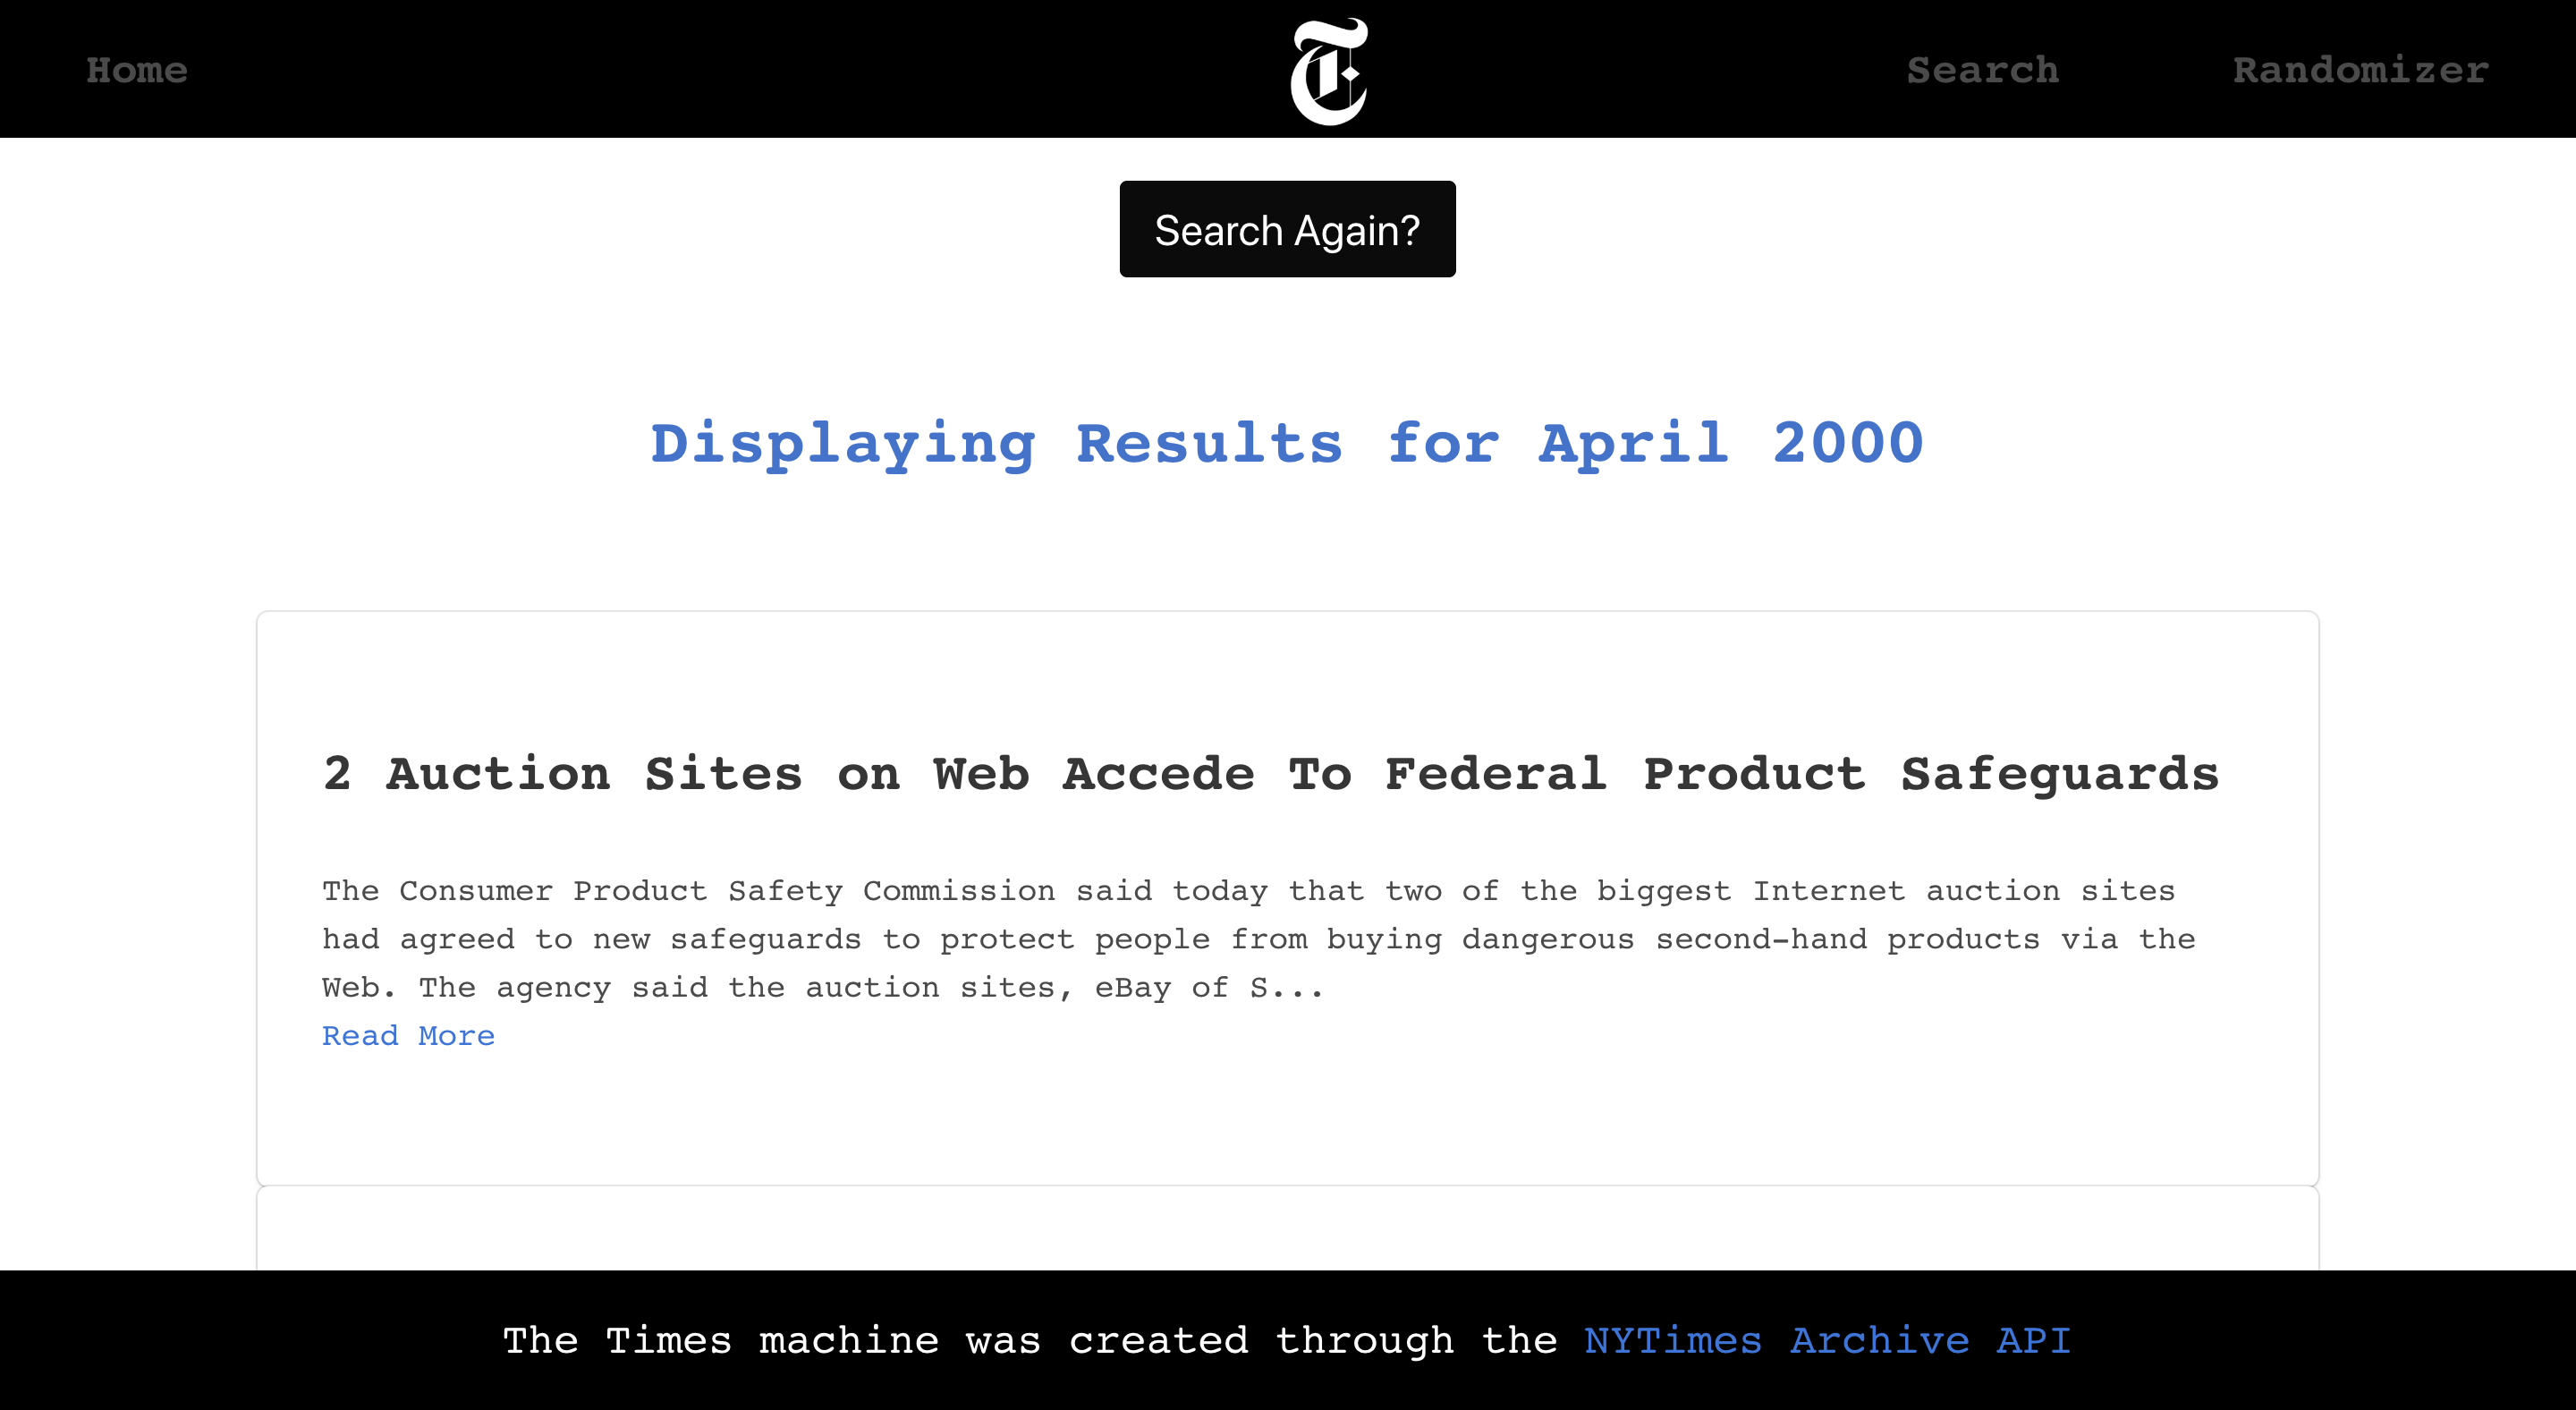 Home
Search
Randomizer
Search Again?
Displaying Results for April 2000
2 Auction Sites on Web Accede To Federal Product Safeguards
The Consumer Product Safety Commission said today that two of the biggest Internet auction sites
had agreed to new safeguards to protect people from buying dangerous second-hand products via the
Web. The agency said the auction sites, eBay of S...
Read More
The Times machine was created through the NYTimes Archive API